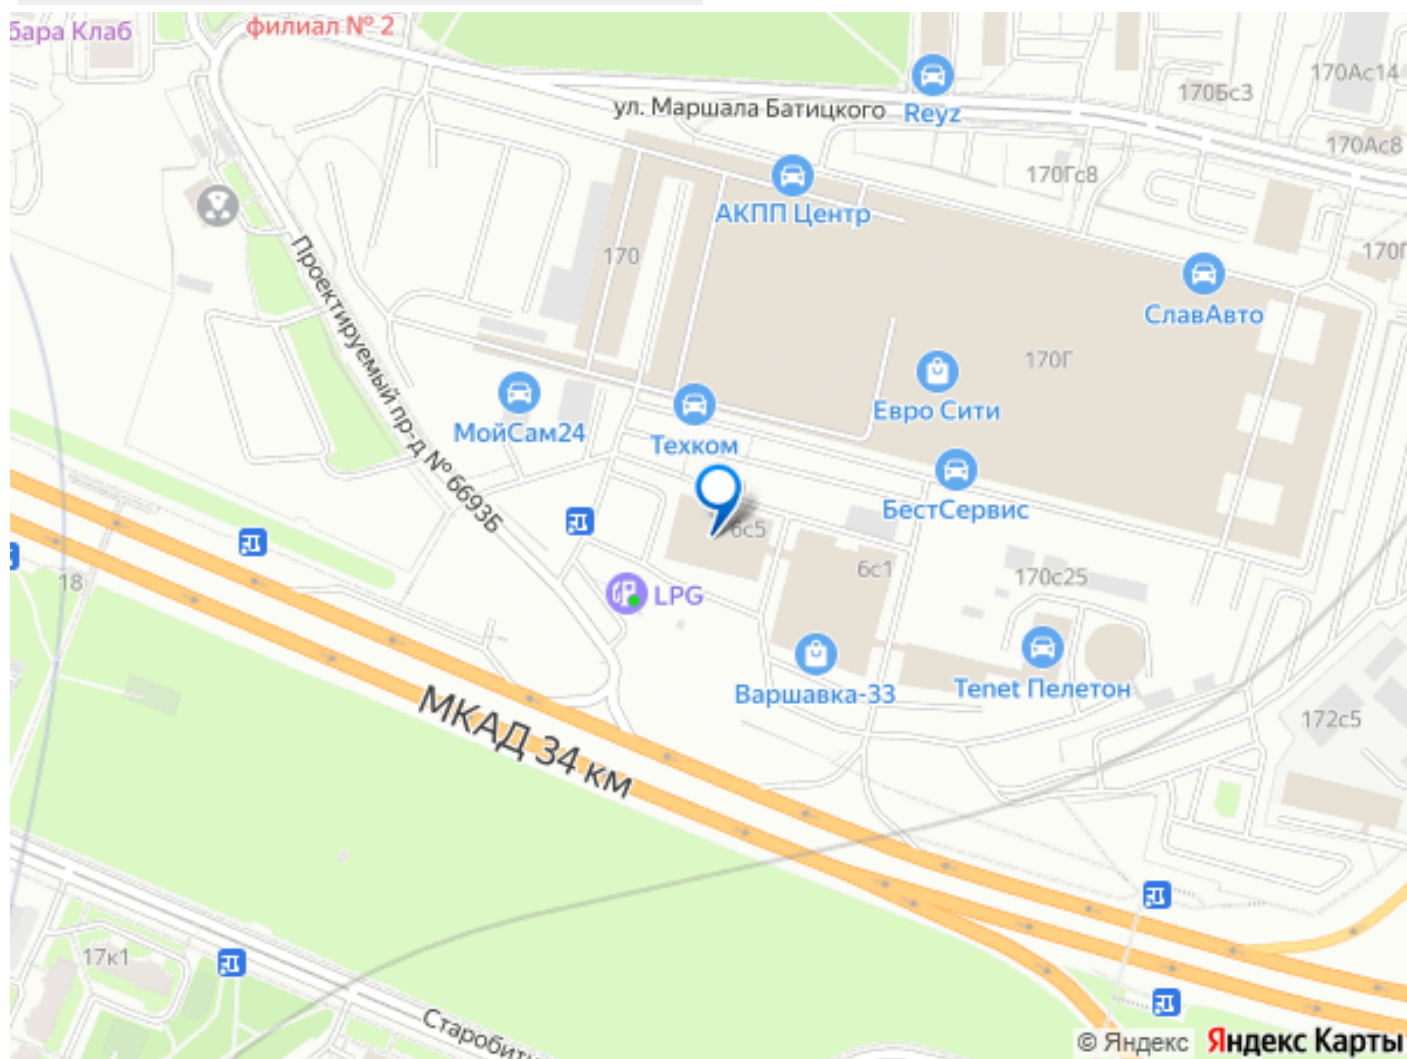 бара Клаб
филиал № 2
170Ас14
170Бс3
ул. Маршала Батицкого
Reyz
170Ас8
170Гс8
АКПП Центр
170
170Г
СлавАвто
Проектируемый пр-д № 6693Б
170Г
Евро Сити
МойСам24
Техком
БестСервис
6с5
6с1
170с25
18
LPG
Варшавка-33
Tenet Пелетон
172с5
МКАД 34 км
17к1
Старобит
© Яндекс Яндекс Карты